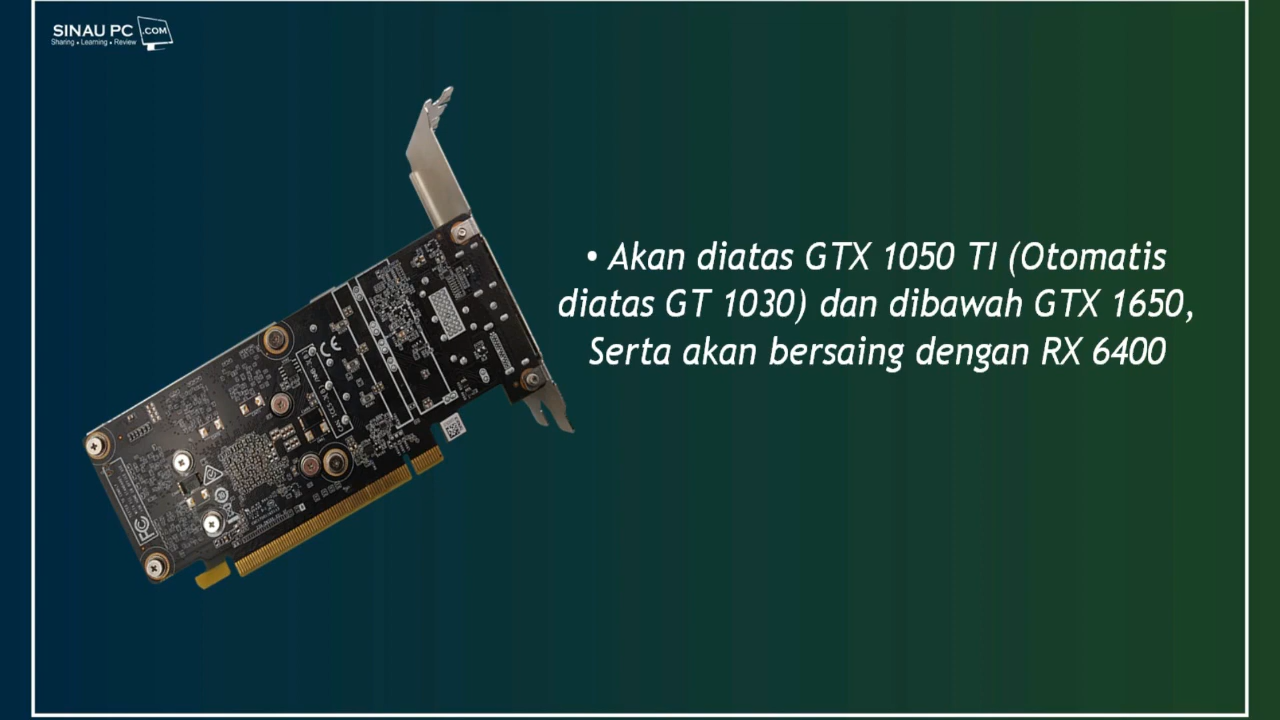 SINAU PC .COM
Sharing • Learning • Review
• Akan diatas GTX 1050 TI (Otomatis
diatas GT 1030) dan dibawah GTX 1650,
Serta akan bersaing dengan RX 6400